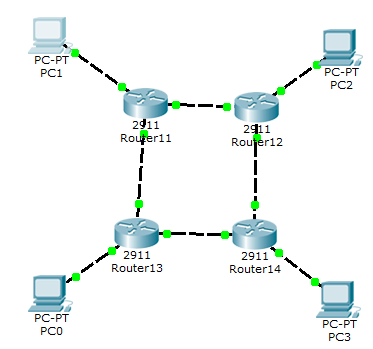 PC-PT
PC1
PC-PT
PC2
2911
Router11
2911
Router12
2911
Router13
2911
Router14
PC-PT
PC0
PC-PT
PC3